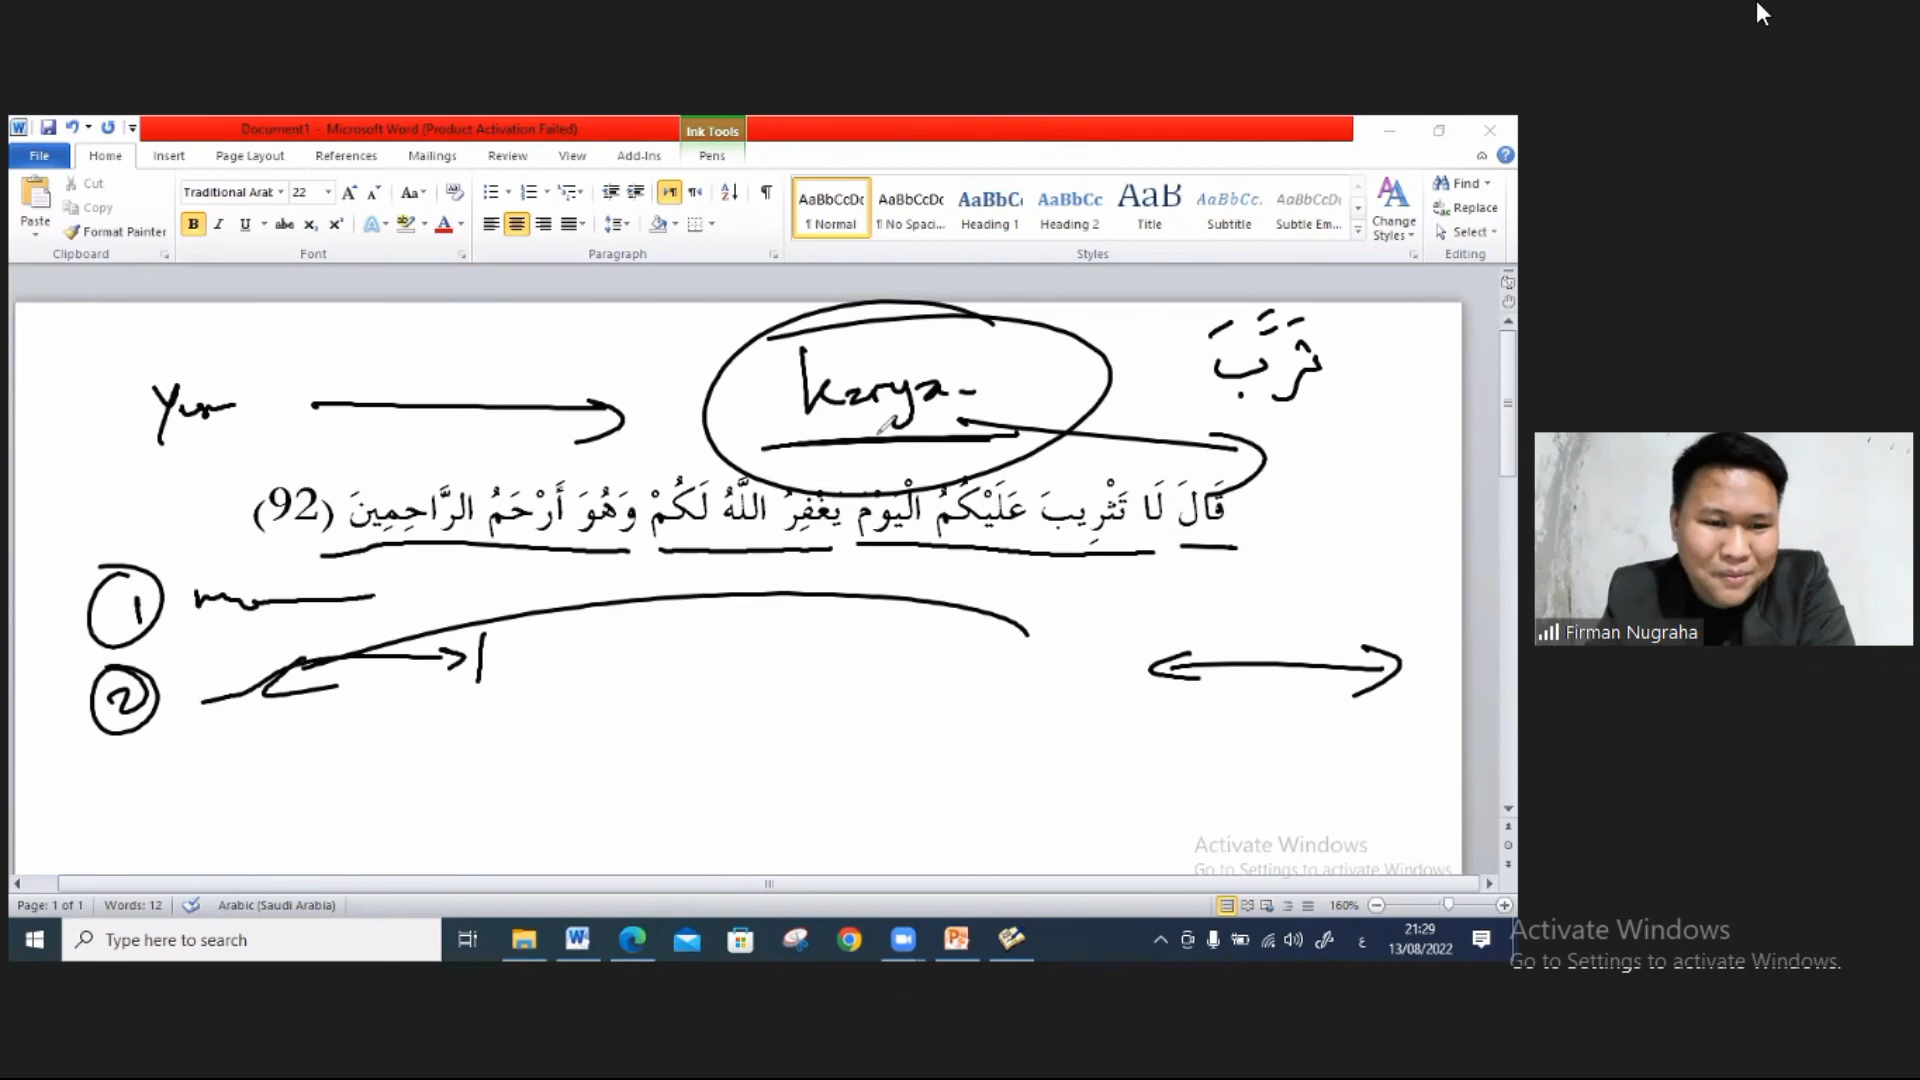 Document1 - Microsoft Word (Product Activation Failed)
Ink Tools
File Home Insert Page Layout References Mailings Review View Add-Ins Pens
Paste
Cut
Copy
Format Painter
Clipboard
Traditional Arat 22
Font
Paragraph
AaBbCcDc AaBbCcDc AaBbC AaBbCc AaB AaBbCc. AaBbCcDi
¶ Normal ¶ No Spaci... Heading 1 Heading 2 Title Subtitle Subtle Em...
Change Styles
Styles
Find
Replace
Select
Editing
ثَرَّبَ
karya-
قَالَ لَا تَثْرِيبَ عَلَيْكُمُ الْيَوْمَ يَغْفِرُ اللَّهُ لَكُمْ وَهُوَ أَرْحَمُ الرَّاحِمِينَ (92)
1
2
Firman Nugraha
Activate Windows
Go to Settings to activate Windows.
Page: 1 of 1 Words: 12 Arabic (Saudi Arabia) 160%
Type here to search
21:29
13/08/2022
Activate Windows
Go to Settings to activate Windows.